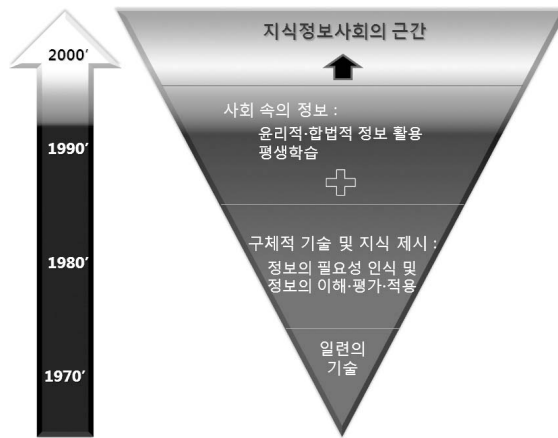 2000′
지식정보사회의 근간
1990′
사회 속의 정보 :
윤리적·합법적 정보 활용
평생학습
1980′
구체적 기술 및 지식 제시 :
정보의 필요성 인식 및
정보의 이해·평가·적용
1970′
일련의
기술